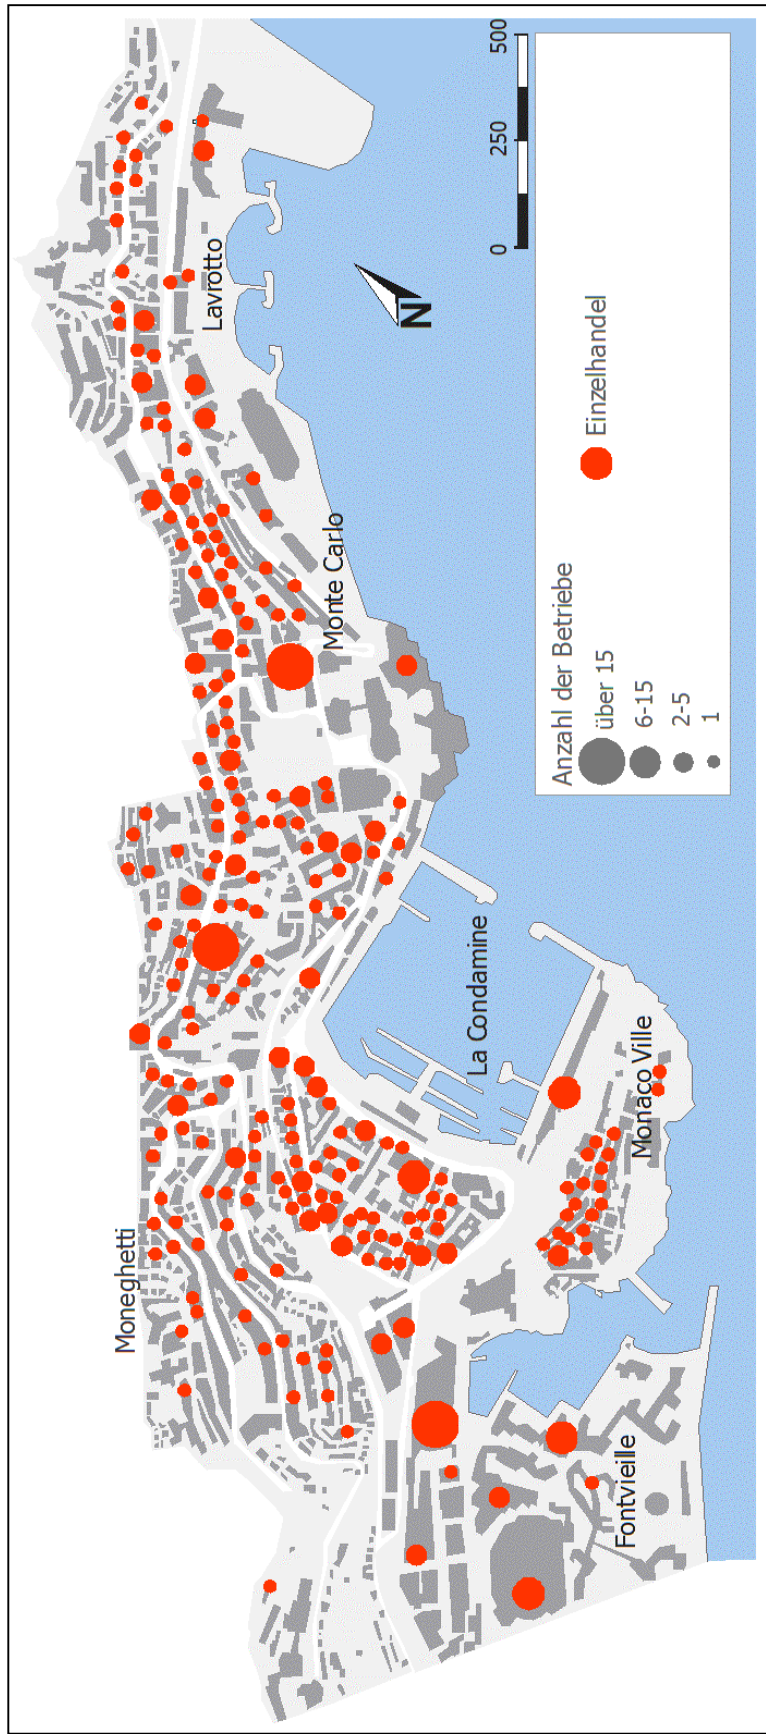 Moneghetti
Lavrotto
Monte Carlo
La Condamine
Monaco Ville
Fontvieille
N
0 250 500
Anzahl der Betriebe
über 15
6-15
2-5
1
Einzelhandel